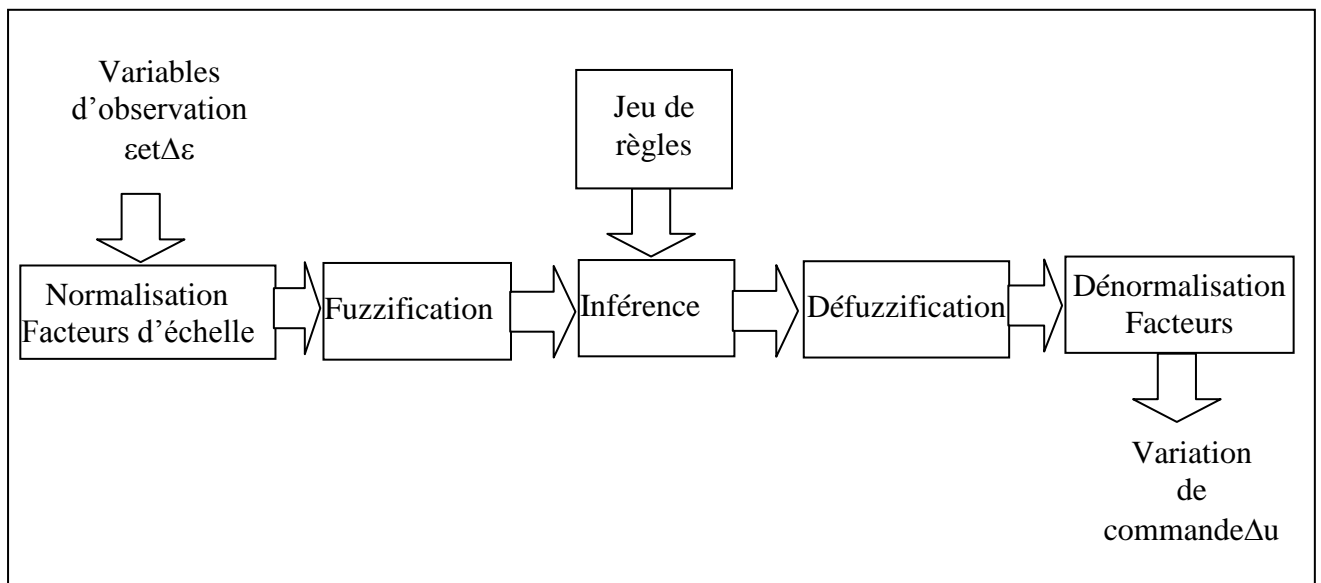 Variables
d’observation
εetΔε
Jeu de
règles
Normalisation
Facteurs d’échelle
Fuzzification
Inférence
Défuzzification
Dénormalisation
Facteurs
Variation
de
commandeΔu